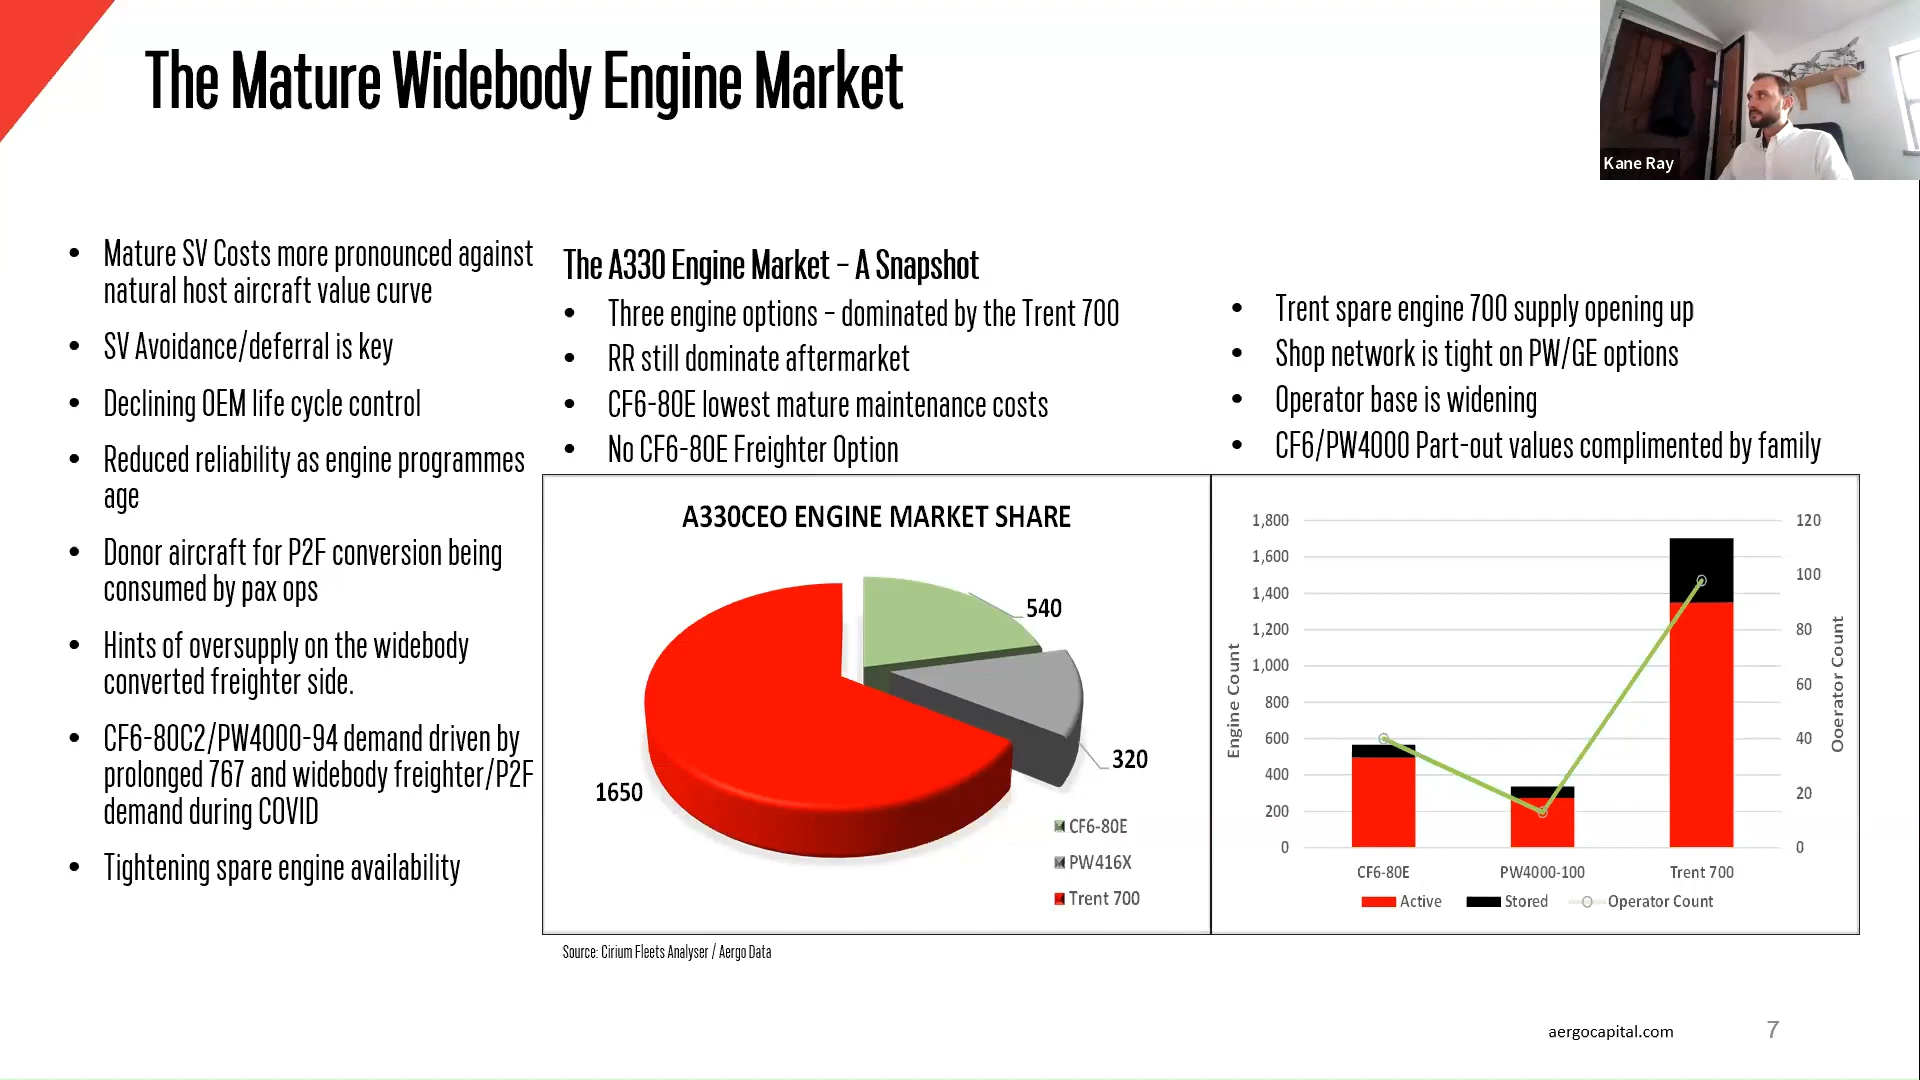 The Mature Widebody Engine Market
Kane Ray
• Mature SV Costs more pronounced against
natural host aircraft value curve
• SV Avoidance/deferral is key
• Declining OEM life cycle control
• Reduced reliability as engine programmes
age
• Donor aircraft for P2F conversion being
consumed by pax ops
• Hints of oversupply on the widebody
converted freighter side.
• CF6-80C2/PW4000-94 demand driven by
prolonged 767 and widebody freighter/P2F
demand during COVID
• Tightening spare engine availability
The A330 Engine Market – A Snapshot
• Three engine options – dominated by the Trent 700
• RR still dominate aftermarket
• CF6-80E lowest mature maintenance costs
• No CF6-80E Freighter Option
• Trent spare engine 700 supply opening up
• Shop network is tight on PW/GE options
• Operator base is widening
• CF6/PW4000 Part-out values complimented by family
A330CEO ENGINE MARKET SHARE
540
320
1650
CF6-80E
PW416X
Trent 700
Engine Count
1,800
1,600
1,400
1,200
1,000
800
600
400
200
0
120
100
80
60
40
20
0
Operator Count
CF6-80E PW4000-100 Trent 700
Active Stored Operator Count
Source: Cirium Fleets Analyser / Aergo Data
aergocapital.com 7